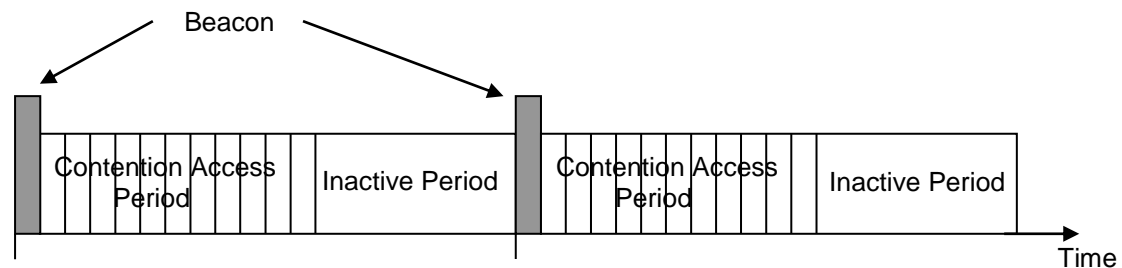 Beacon
Contention Access
Period
Inactive Period
Contention Access
Period
Inactive Period
Time